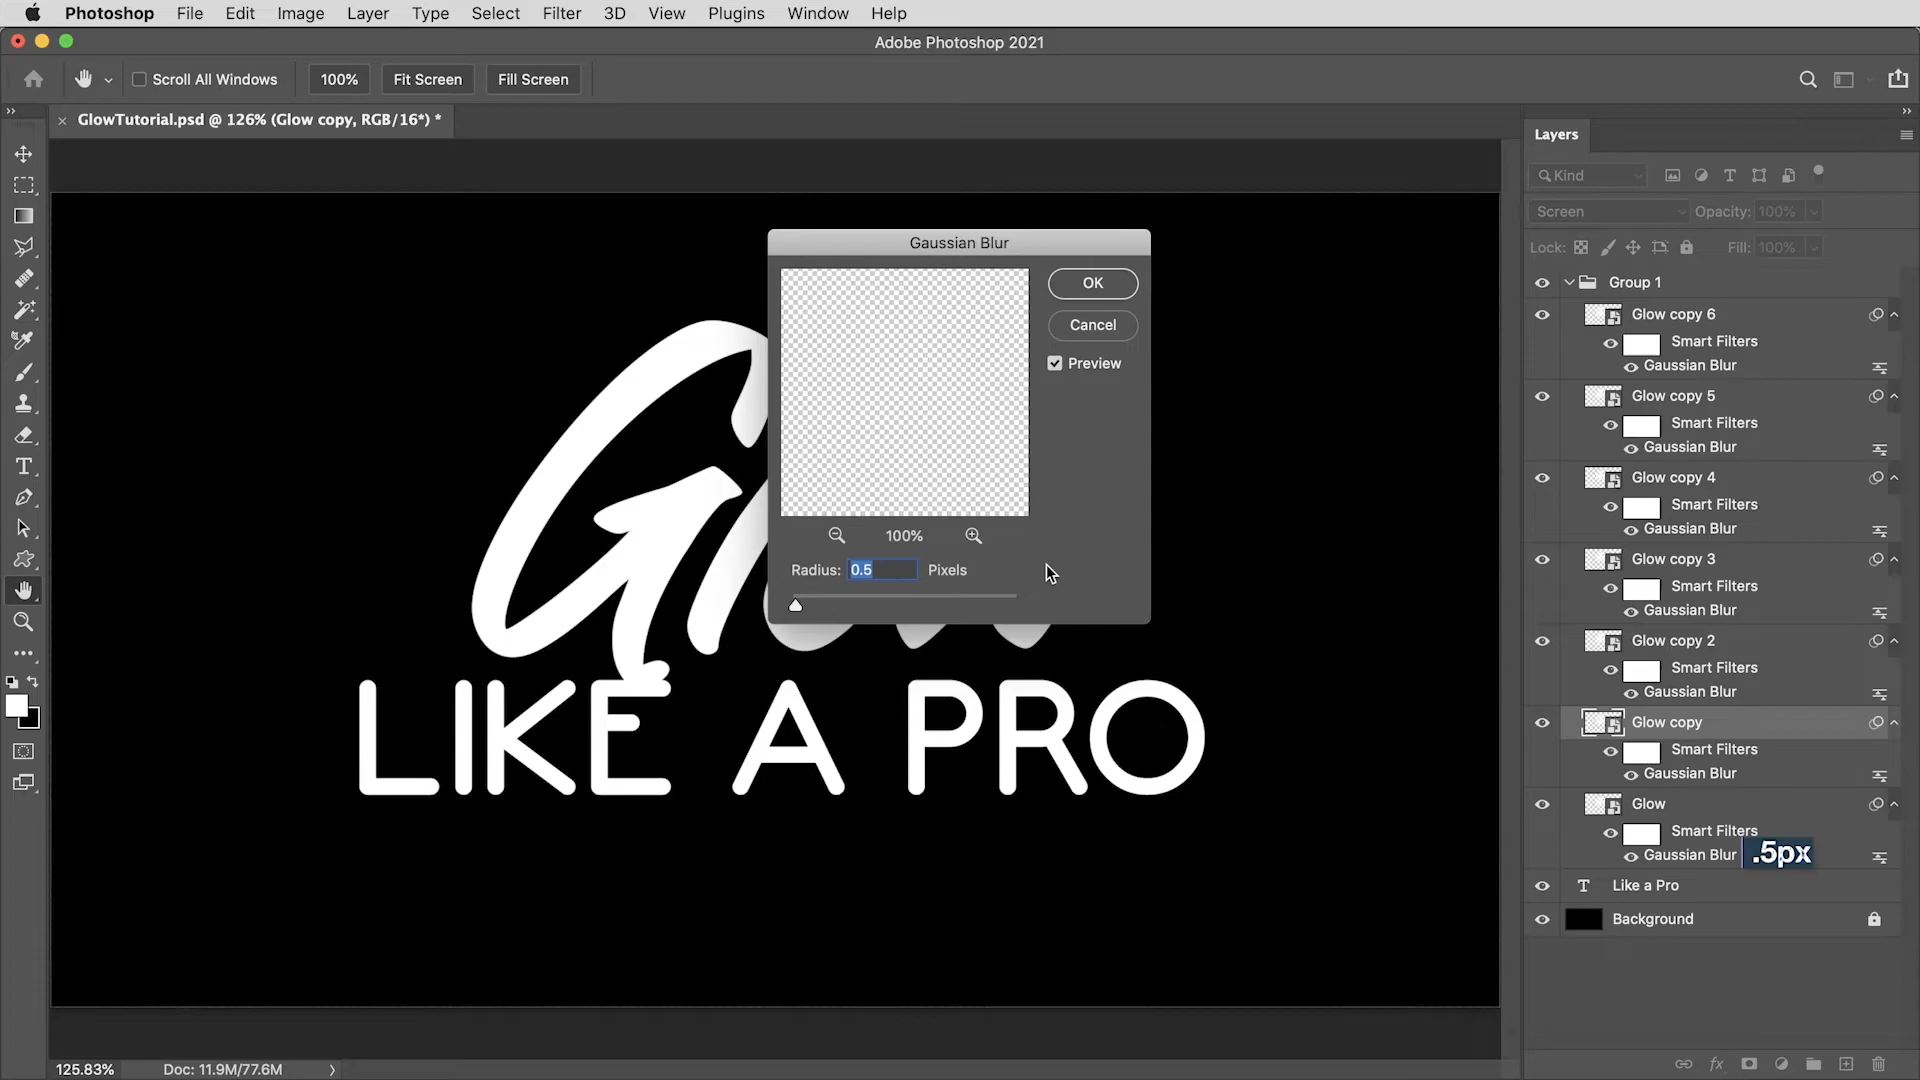 Photoshop File Edit Image Layer Type Select Filter 3D View Plugins Window Help
Adobe Photoshop 2021
Scroll All Windows 100% Fit Screen Fill Screen
GlowTutorial.psd @ 126% (Glow copy, RGB/16*) *
Layers
Kind
Screen Opacity: 100%
Lock: Fill: 100%
Group 1
Glow copy 6
Smart Filters
Gaussian Blur
Glow copy 5
Smart Filters
Gaussian Blur
Glow copy 4
Smart Filters
Gaussian Blur
Glow copy 3
Smart Filters
Gaussian Blur
Glow copy 2
Smart Filters
Gaussian Blur
Glow copy
Smart Filters
Gaussian Blur
Glow
Smart Filters
Gaussian Blur .5px
Like a Pro
Background
Gaussian Blur
OK
Cancel
Preview
100%
Radius: 0.5 Pixels
LIKE A PRO
125.83% Doc: 11.9M/77.6M